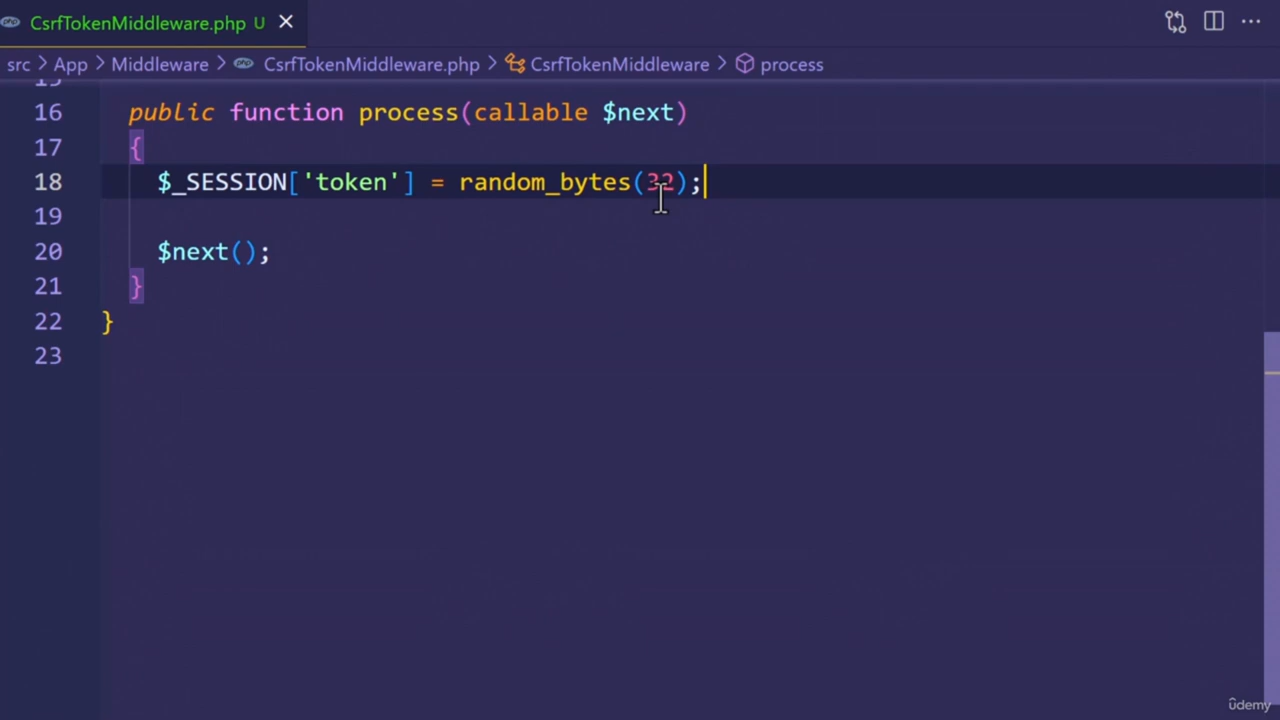 CsrfTokenMiddleware.php U
src > App > Middleware > CsrfTokenMiddleware.php > CsrfTokenMiddleware > process
16 public function process(callable $next)
17 {
18 $_SESSION['token'] = random_bytes(32);
19
20 $next();
21 }
22 }
23
ûdemy